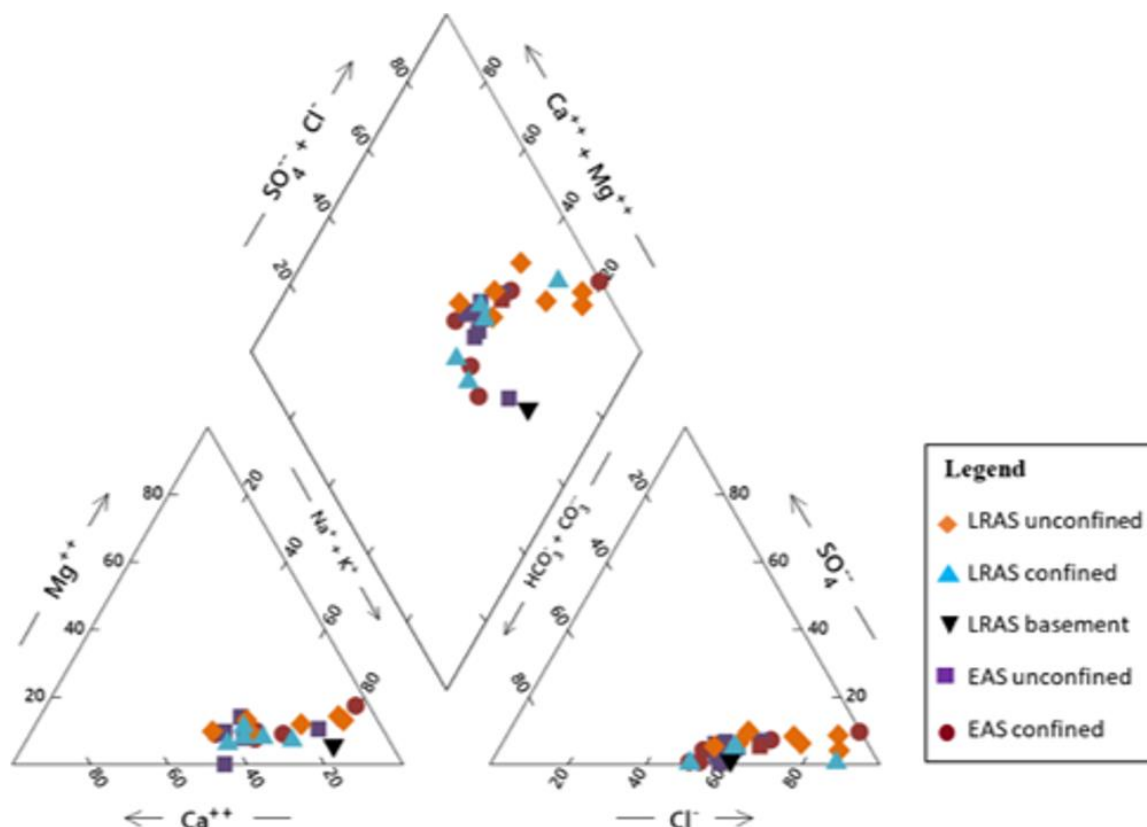 80 80
SO₄⁻⁻ + Cl⁻ Ca⁺⁺ + Mg⁺⁺
60 60
40 40
20 20
Mg⁺⁺ Na⁺ + K⁺ HCO₃⁻ + CO₃⁻⁻ SO₄⁻⁻
80 20 20 80
60 40 40 60
40 60 60 40
20 80 80 20
80 60 40 20 20 40 60 80
Ca⁺⁺ Cl⁻
Legend
LRAS unconfined
LRAS confined
LRAS basement
EAS unconfined
EAS confined